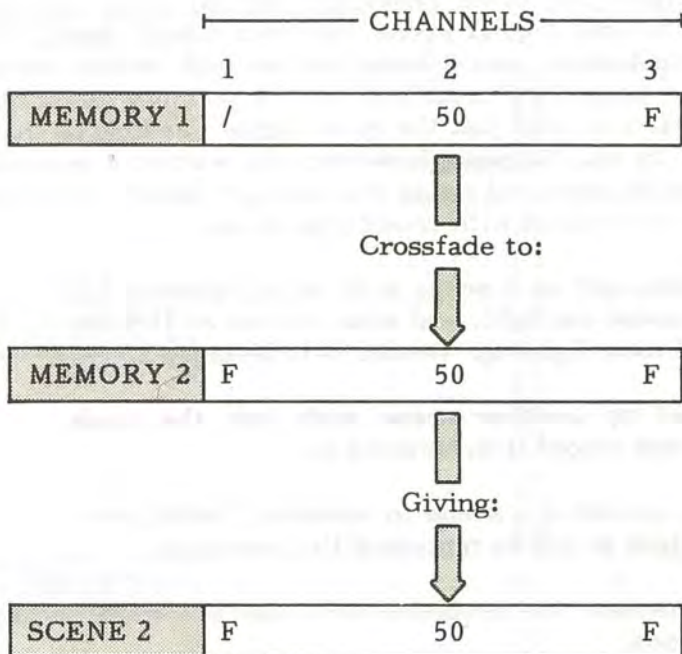 CHANNELS
1 2 3
MEMORY 1 / 50 F
Crossfade to:
MEMORY 2 F 50 F
Giving:
SCENE 2 F 50 F